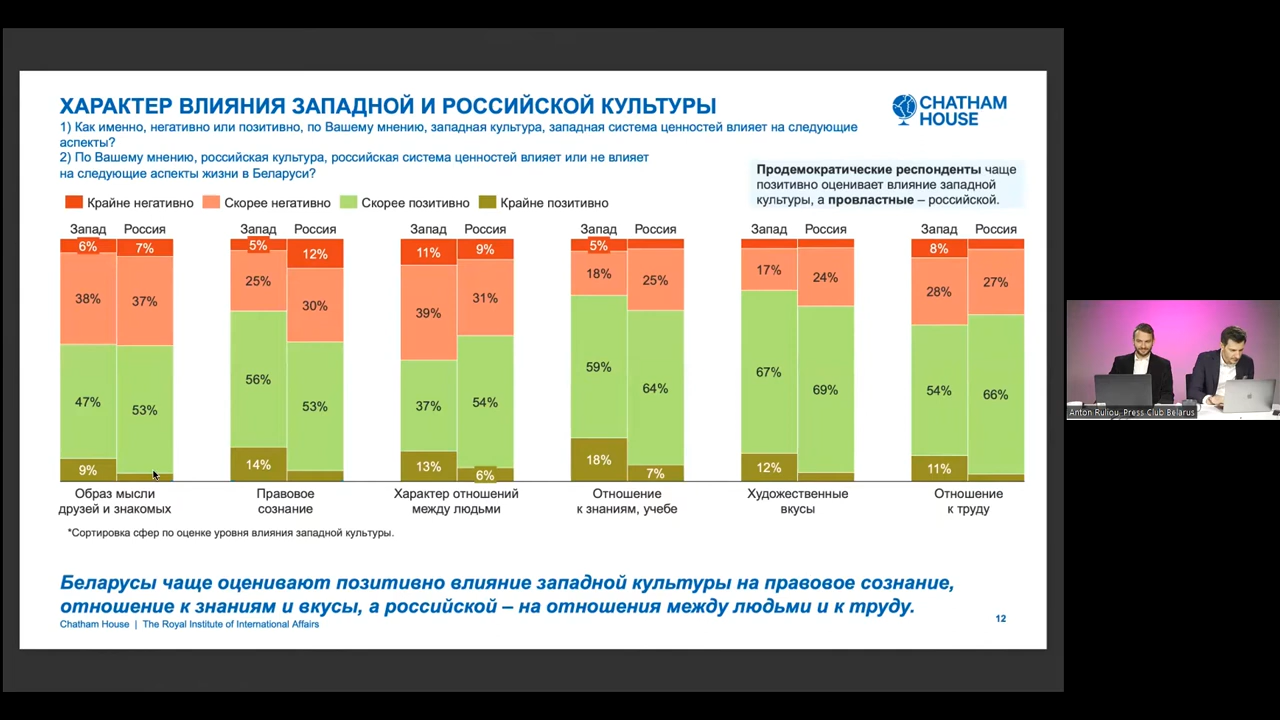 ХАРАКТЕР ВЛИЯНИЯ ЗАПАДНОЙ И РОССИЙСКОЙ КУЛЬТУРЫ
CHATHAM
HOUSE
1) Как именно, негативно или позитивно, по Вашему мнению, западная культура, западная система ценностей влияет на следующие
аспекты?
2) По Вашему мнению, российская культура, российская система ценностей влияет или не влияет
на следующие аспекты жизни в Беларуси?
Продемократические респонденты чаще
позитивно оценивает влияние западной
культуры, а провластные – российской.
Крайне негативно Скорее негативно Скорее позитивно Крайне позитивно
Запад Россия Запад Россия Запад Россия Запад Россия Запад Россия Запад Россия
6% 7% 5% 12% 11% 9% 5% 8%
38% 37% 25% 30% 39% 31% 18% 25% 17% 24% 28% 27%
47% 53% 56% 53% 37% 54% 59% 64% 67% 69% 54% 66%
9% 14% 13% 6% 18% 7% 12% 11%
Образ мысли
друзей и знакомых
Правовое
сознание
Характер отношений
между людьми
Отношение
к знаниям, учебе
Художественные
вкусы
Отношение
к труду
*Сортировка сфер по оценке уровня влияния западной культуры.
Беларусы чаще оценивают позитивно влияние западной культуры на правовое сознание,
отношение к знаниям и вкусы, а российской – на отношения между людьми и к труду.
Chatham House | The Royal Institute of International Affairs
12
Anton Ruliou, Press Club Belarus